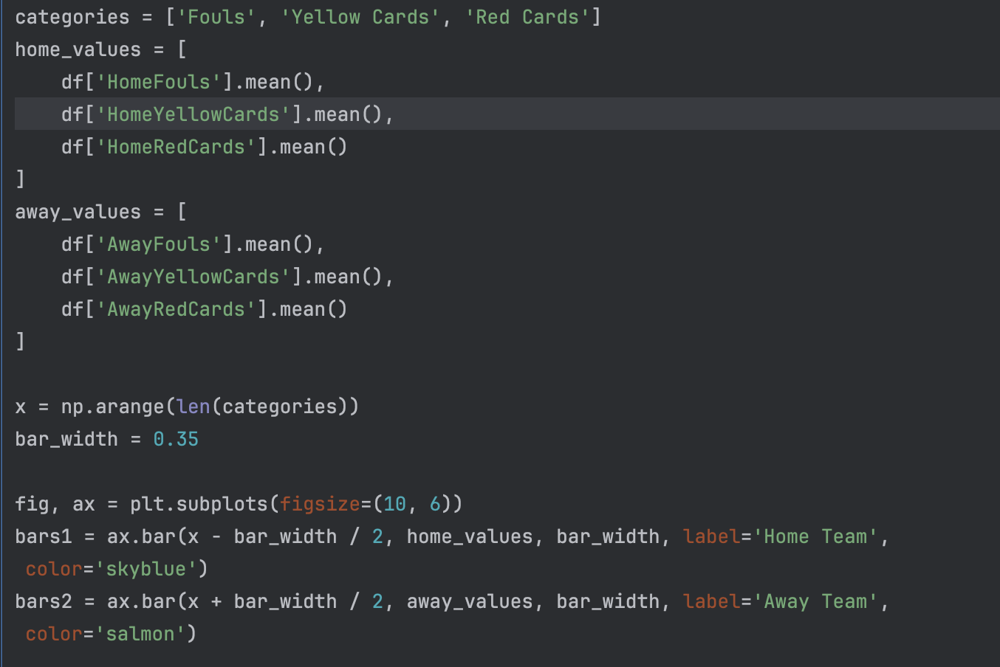 categories = ['Fouls', 'Yellow Cards', 'Red Cards']
home_values = [
    df['HomeFouls'].mean(),
    df['HomeYellowCards'].mean(),
    df['HomeRedCards'].mean()
]
away_values = [
    df['AwayFouls'].mean(),
    df['AwayYellowCards'].mean(),
    df['AwayRedCards'].mean()
]

x = np.arange(len(categories))
bar_width = 0.35

fig, ax = plt.subplots(figsize=(10, 6))
bars1 = ax.bar(x - bar_width / 2, home_values, bar_width, label='Home Team',
 color='skyblue')
bars2 = ax.bar(x + bar_width / 2, away_values, bar_width, label='Away Team',
 color='salmon')